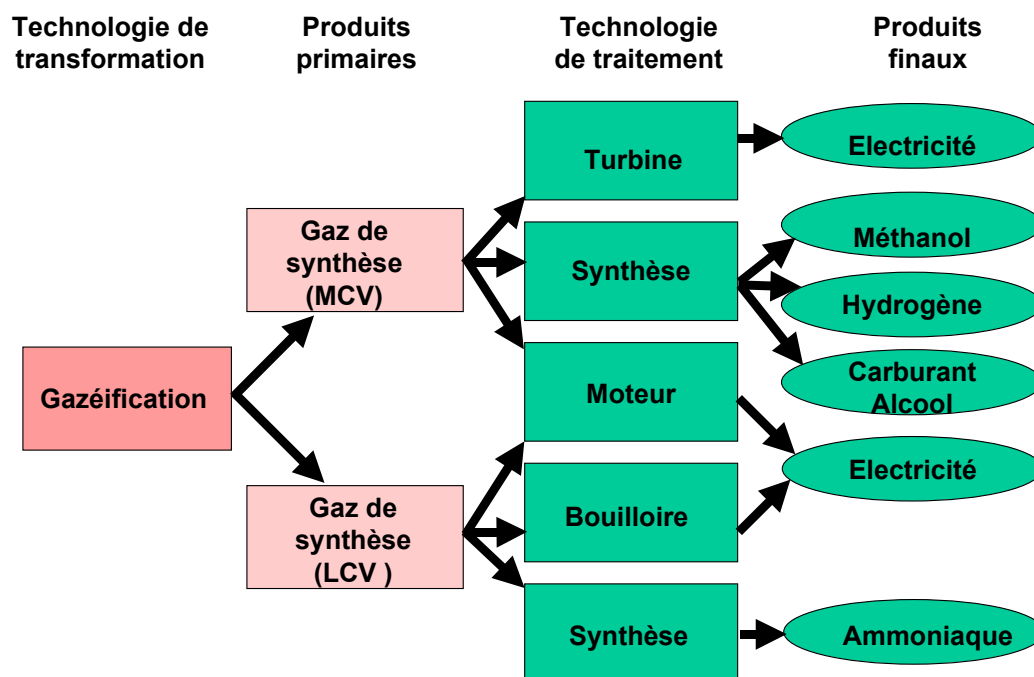 Technologie de
transformation
Produits
primaires
Technologie
de traitement
Produits
finaux
Gazéification
Gaz de
synthèse
(MCV)
Gaz de
synthèse
(LCV )
Turbine
Synthèse
Moteur
Bouilloire
Synthèse
Electricité
Méthanol
Hydrogène
Carburant
Alcool
Electricité
Ammoniaque